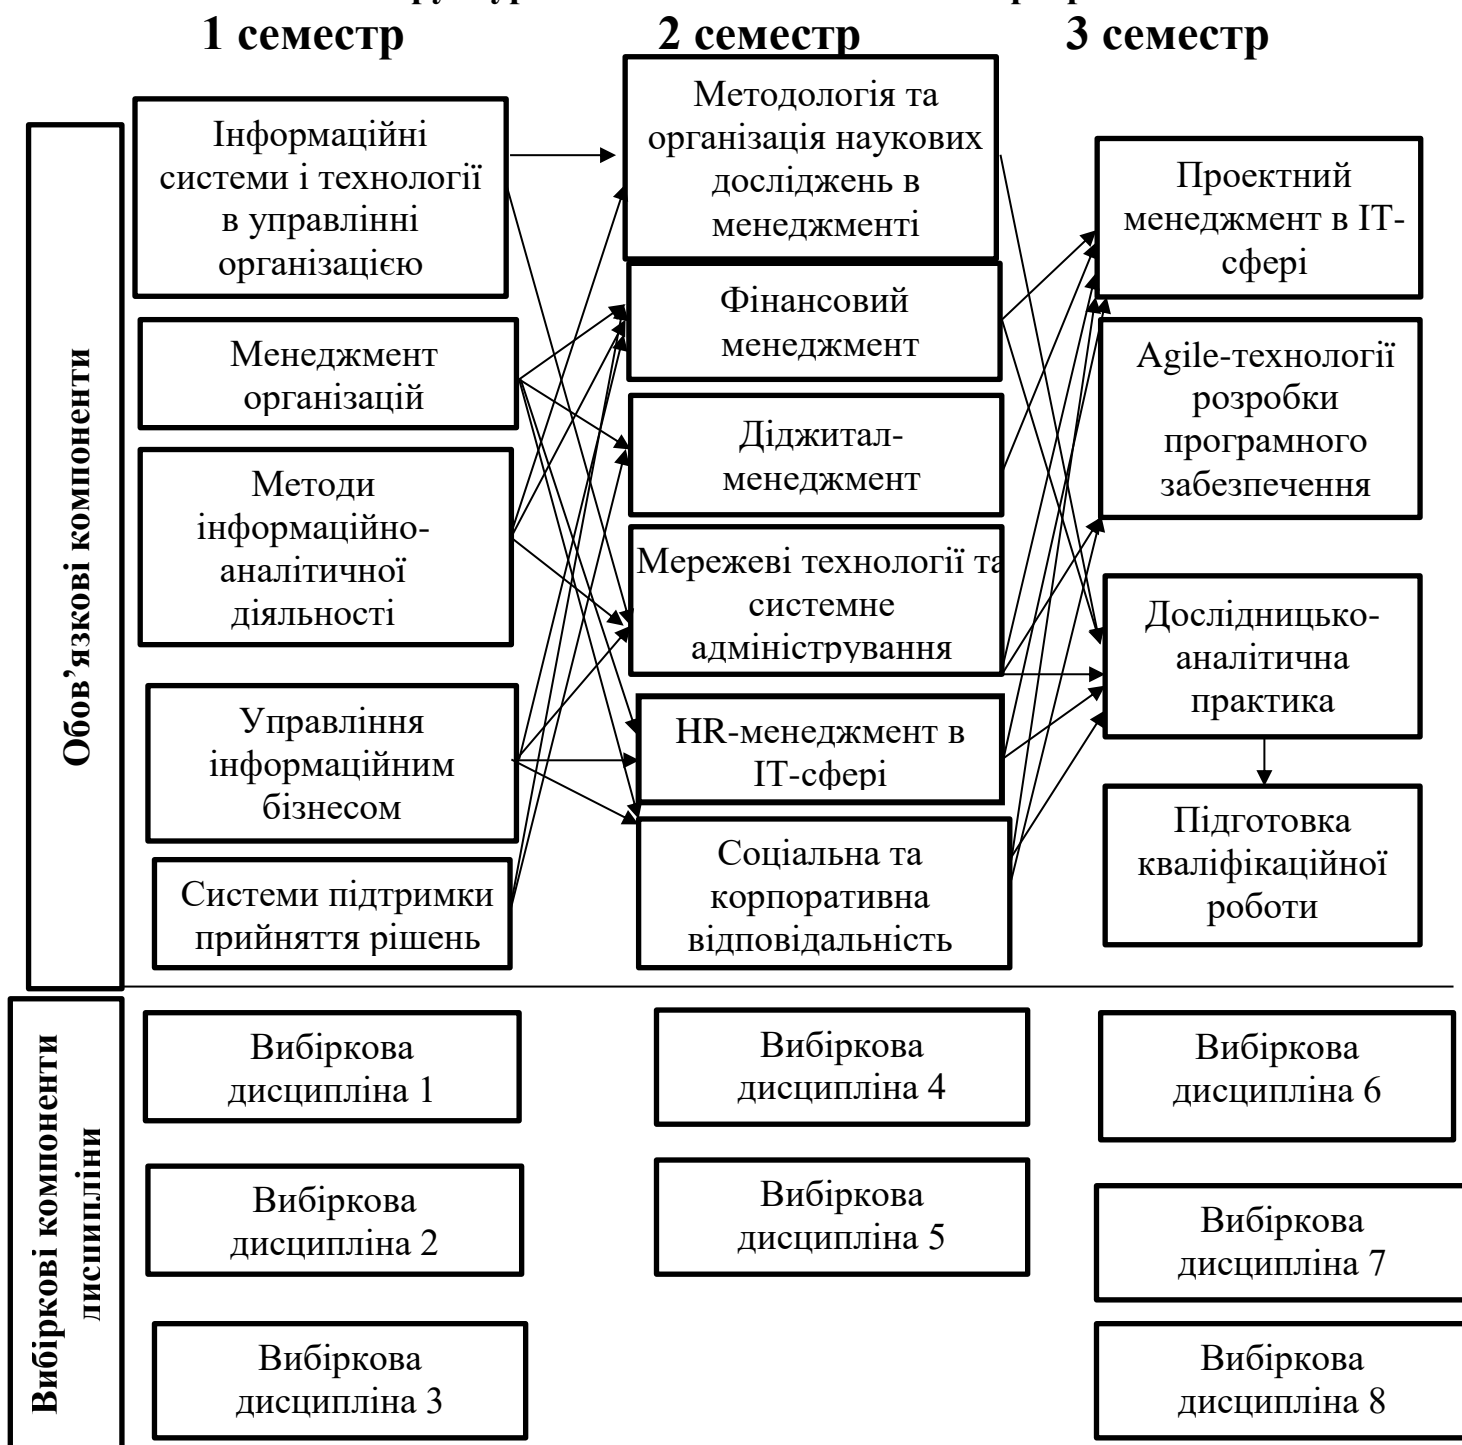 1 семестр
2 семестр
3 семестр
Обов’язкові компоненти
Інформаційні
системи і технології
в управлінні
організацією
Менеджмент
організацій
Методи
інформаційно-
аналітичної
діяльності
Управління
інформаційним
бізнесом
Системи підтримки
прийняття рішень
Методологія та
організація наукових
досліджень в
менеджменті
Фінансовий
менеджмент
Діджитал-
менеджмент
Мережеві технології та
системне
адміністрування
HR-менеджмент в
ІТ-сфері
Соціальна та
корпоративна
відповідальність
Проектний
менеджмент в ІТ-
сфері
Agile-технології
розробки
програмного
забезпечення
Дослідницько-
аналітична
практика
Підготовка
кваліфікаційної
роботи
Вибіркові компоненти
дисципліни
Вибіркова
дисципліна 1
Вибіркова
дисципліна 2
Вибіркова
дисципліна 3
Вибіркова
дисципліна 4
Вибіркова
дисципліна 5
Вибіркова
дисципліна 6
Вибіркова
дисципліна 7
Вибіркова
дисципліна 8